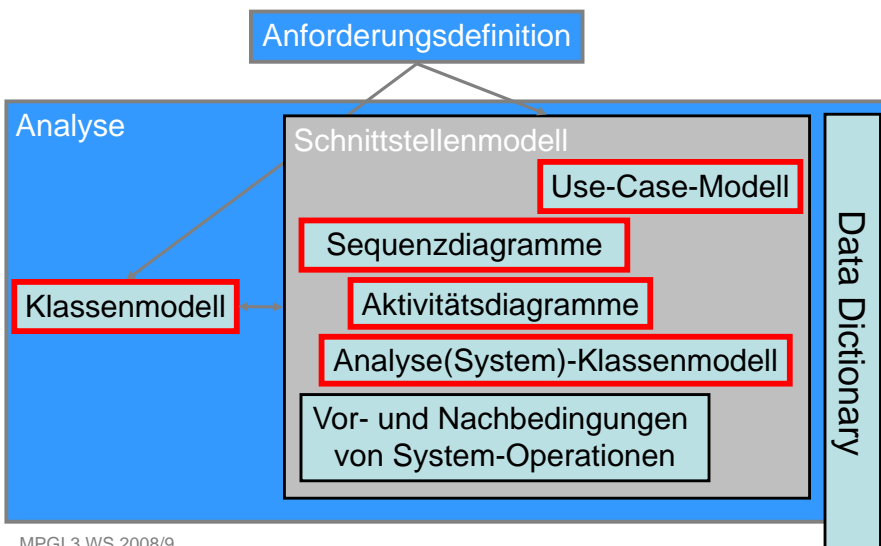 Anforderungsdefinition
Analyse
Schnittstellenmodell
Use-Case-Modell
Sequenzdiagramme
Klassenmodell
Aktivitätsdiagramme
Analyse(System)-Klassenmodell
Vor- und Nachbedingungen
von System-Operationen
Data Dictionary
MPGI 3 WS 2008/9